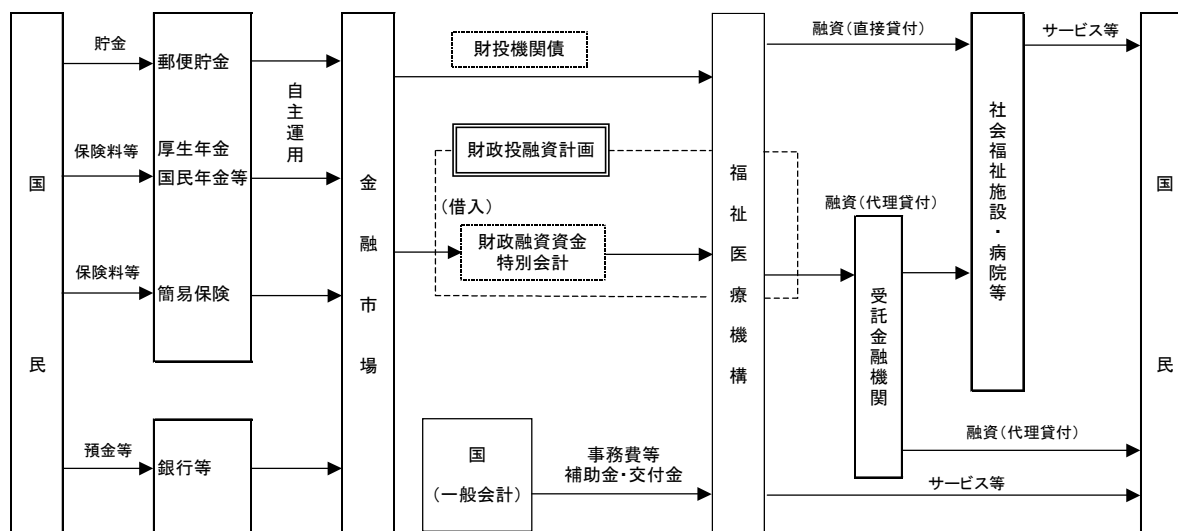 国民
貯金
保険料等
保険料等
預金等
郵便貯金
厚生年金
国民年金等
簡易保険
銀行等
自主運用
金融市場
財投機関債
財政投融資計画
(借入)
財政融資資金
特別会計
国
(一般会計)
事務費等
補助金・交付金
福祉医療機構
融資(直接貸付)
融資(代理貸付)
受託金融機関
社会福祉施設・病院等
サービス等
融資(代理貸付)
サービス等
国民